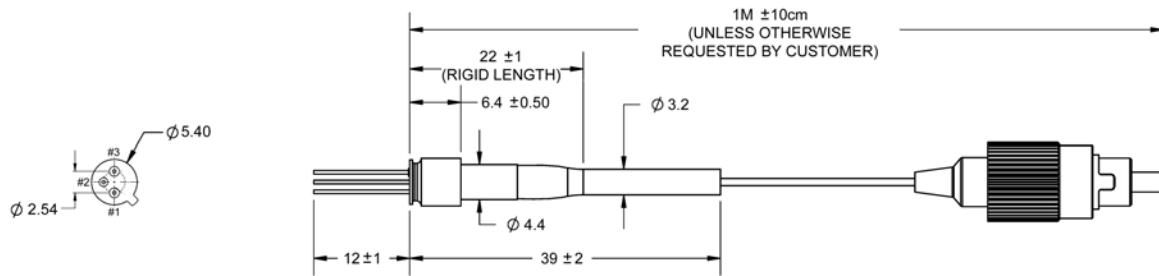 1M ±10cm
(UNLESS OTHERWISE
REQUESTED BY CUSTOMER)
22 ±1
(RIGID LENGTH)
6.4 ±0.50
Ø 3.2
Ø 5.40
#3
#2
#1
Ø 2.54
Ø 4.4
12±1
39 ±2